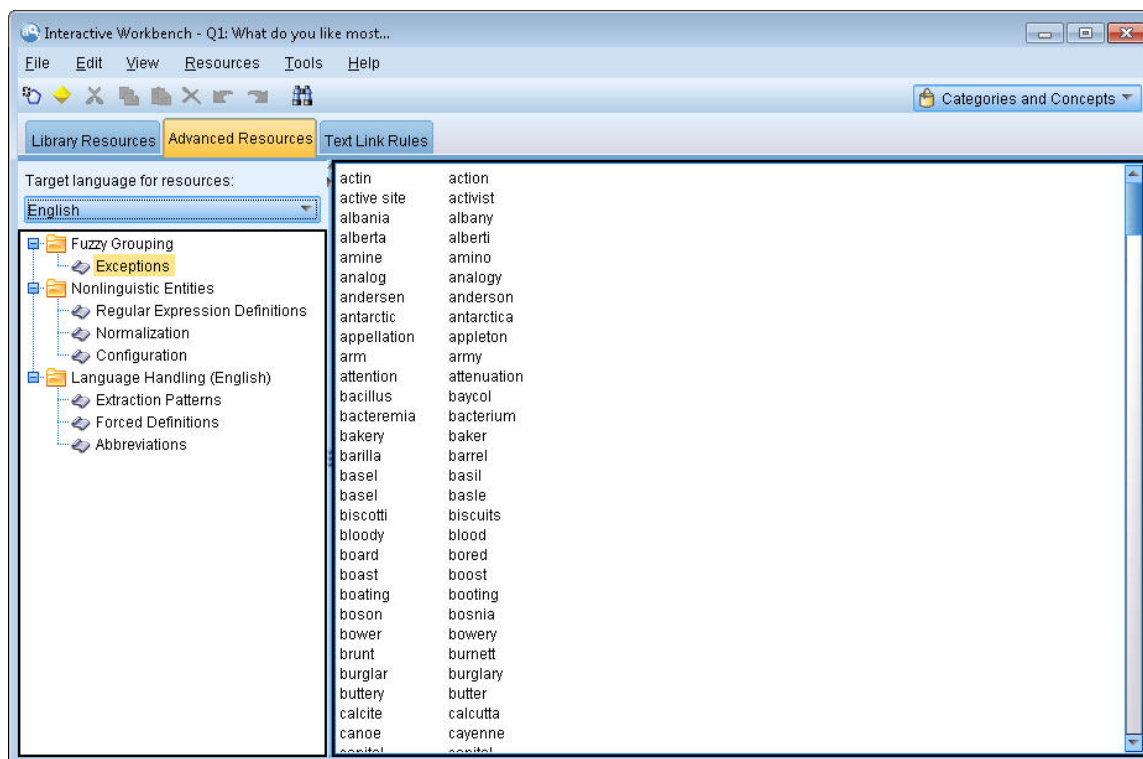 Interactive Workbench - Q1: What do you like most...
File Edit View Resources Tools Help
Categories and Concepts
Library Resources Advanced Resources Text Link Rules
Target language for resources:
English
Fuzzy Grouping
Exceptions
Nonlinguistic Entities
Regular Expression Definitions
Normalization
Configuration
Language Handling (English)
Extraction Patterns
Forced Definitions
Abbreviations
actin action
active site activist
albania albany
alberta alberti
amine amino
analog analogy
andersen anderson
antarctic antarctica
appellation appleton
arm army
attention attenuation
bacillus baycol
bacteremia bacterium
bakery baker
barilla barrel
basel basil
basel basle
biscotti biscuits
bloody blood
board bored
boast boost
boating booting
boson bosnia
bower bowery
brunt burnett
burglar burglary
buttery butter
calcite calcutta
canoe cayenne